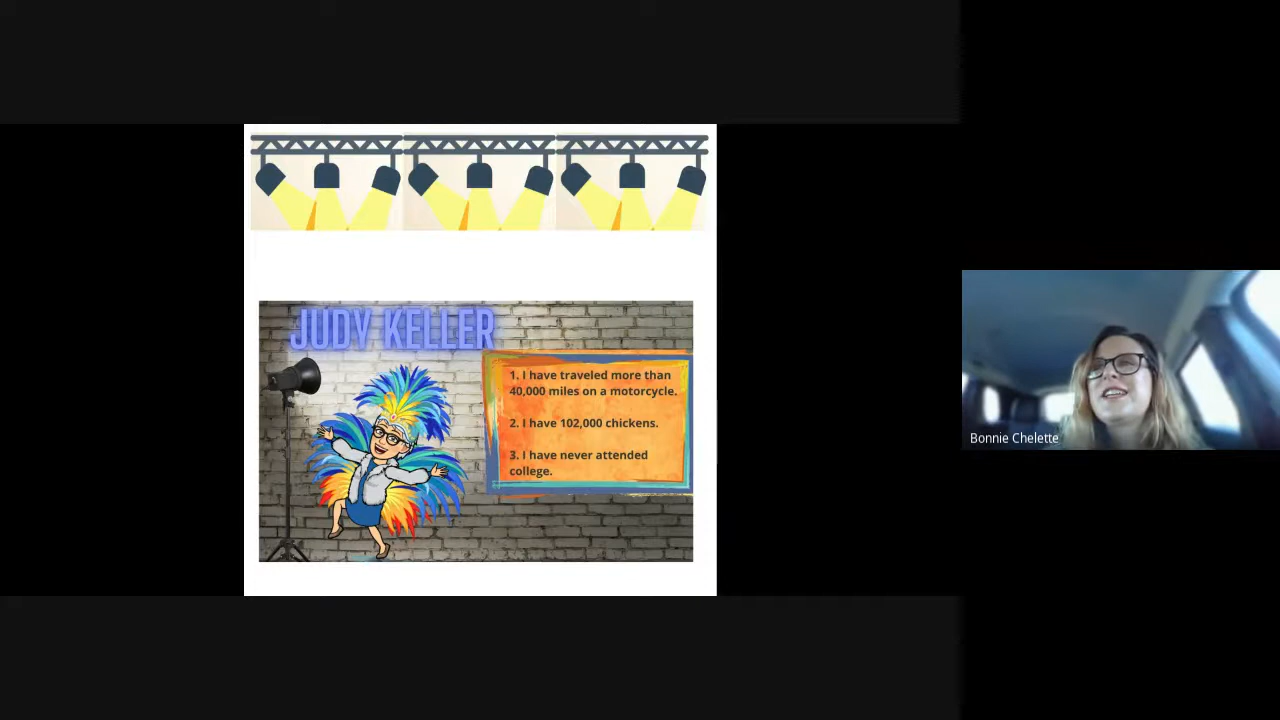 JUDY KELLER
1. I have traveled more than
40,000 miles on a motorcycle.
2. I have 102,000 chickens.
3. I have never attended
college.
Bonnie Chelette